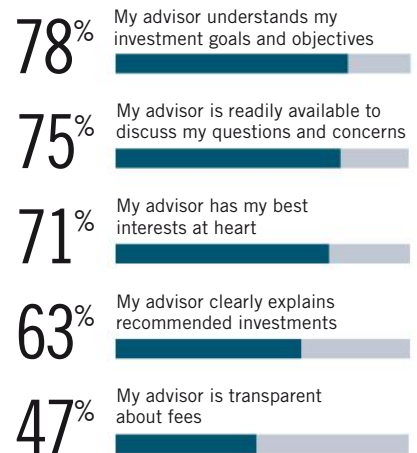 78%
My advisor understands my
investment goals and objectives
75%
My advisor is readily available to
discuss my questions and concerns
71%
My advisor has my best
interests at heart
63%
My advisor clearly explains
recommended investments
47%
My advisor is transparent
about fees